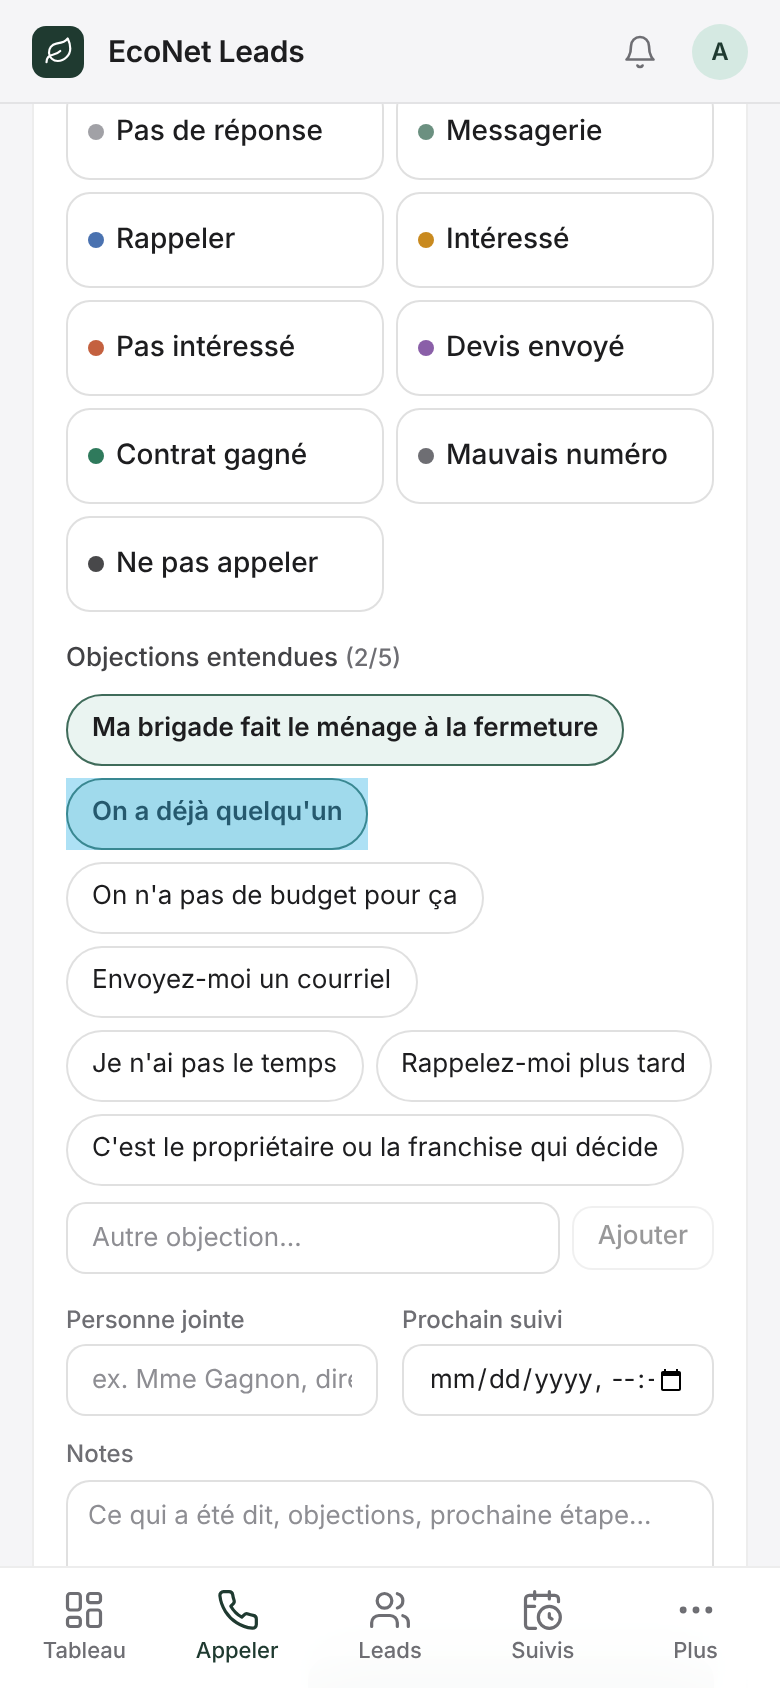 EcoNet Leads
A
Pas de réponse
Messagerie
Rappeler
Intéressé
Pas intéressé
Devis envoyé
Contrat gagné
Mauvais numéro
Ne pas appeler
Objections entendues (2/5)
Ma brigade fait le ménage à la fermeture
On a déjà quelqu'un
On n'a pas de budget pour ça
Envoyez-moi un courriel
Je n'ai pas le temps
Rappelez-moi plus tard
C'est le propriétaire ou la franchise qui décide
Autre objection...
Ajouter
Personne jointe
Prochain suivi
ex. Mme Gagnon, dire
mm/dd/yyyy, --:-
Notes
Ce qui a été dit, objections, prochaine étape...
Tableau
Appeler
Leads
Suivis
Plus